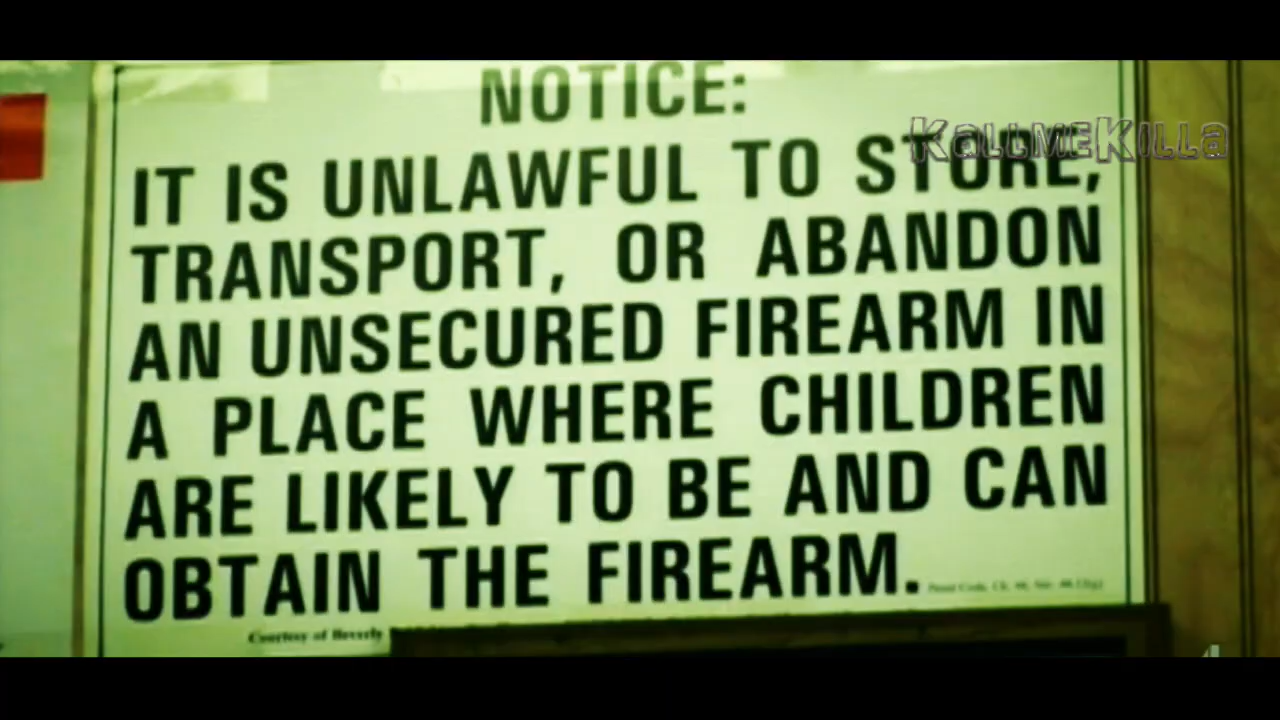 NOTICE:
KallMeKilla
IT IS UNLAWFUL TO STORE,
TRANSPORT, OR ABANDON
AN UNSECURED FIREARM IN
A PLACE WHERE CHILDREN
ARE LIKELY TO BE AND CAN
OBTAIN THE FIREARM.
Courtesy of Beverly